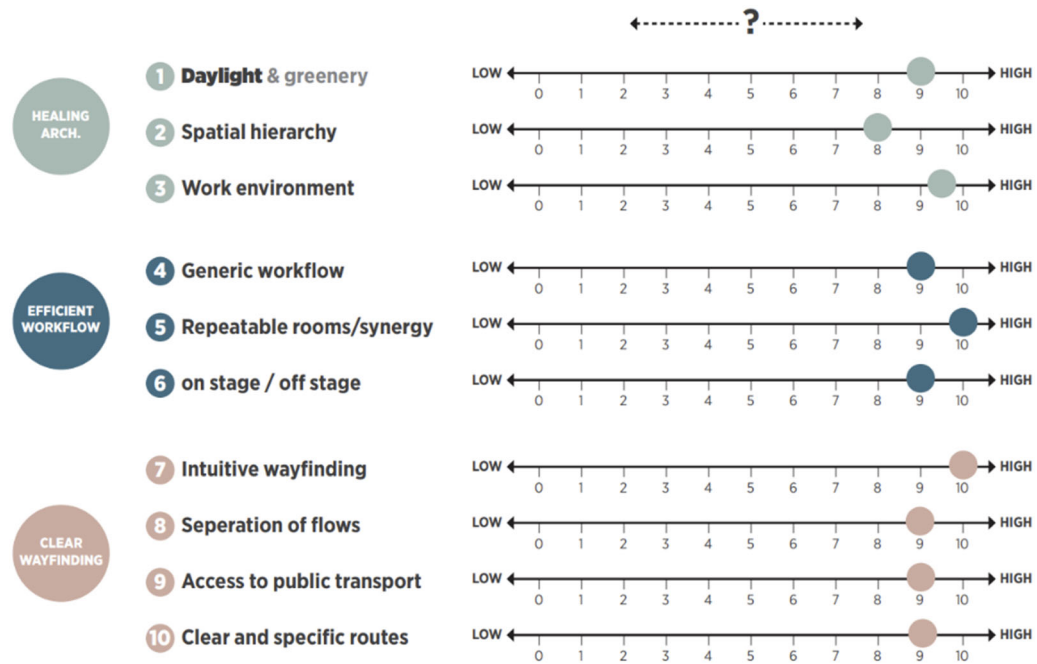 ?
HEALING
ARCH.
1 Daylight & greenery
LOW HIGH
0 1 2 3 4 5 6 7 8 9 10
2 Spatial hierarchy
LOW HIGH
0 1 2 3 4 5 6 7 8 9 10
3 Work environment
LOW HIGH
0 1 2 3 4 5 6 7 8 9 10
EFFICIENT
WORKFLOW
4 Generic workflow
LOW HIGH
0 1 2 3 4 5 6 7 8 9 10
5 Repeatable rooms/synergy
LOW HIGH
0 1 2 3 4 5 6 7 8 9 10
6 on stage / off stage
LOW HIGH
0 1 2 3 4 5 6 7 8 9 10
CLEAR
WAYFINDING
7 Intuitive wayfinding
LOW HIGH
0 1 2 3 4 5 6 7 8 9 10
8 Seperation of flows
LOW HIGH
0 1 2 3 4 5 6 7 8 9 10
9 Access to public transport
LOW HIGH
0 1 2 3 4 5 6 7 8 9 10
10 Clear and specific routes
LOW HIGH
0 1 2 3 4 5 6 7 8 9 10